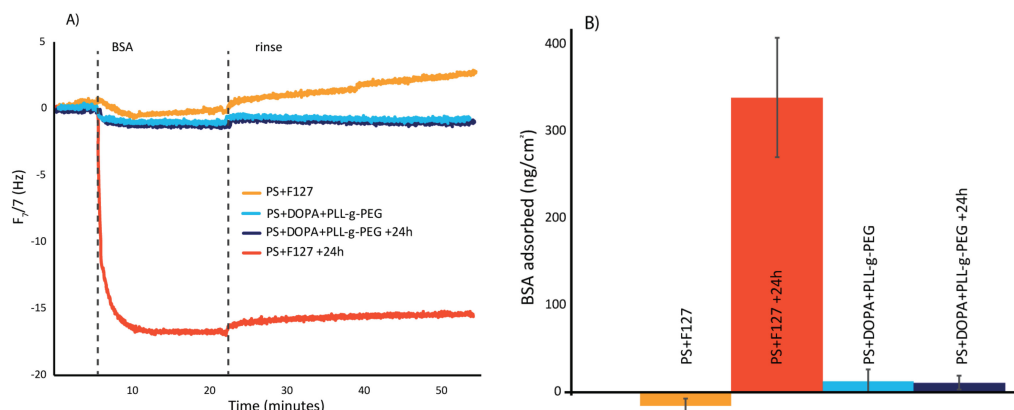 A)
BSA
rinse
5
0
-5
-10
-15
-20
F₇/7 (Hz)
PS+F127
PS+DOPA+PLL-g-PEG
PS+DOPA+PLL-g-PEG +24h
PS+F127 +24h
10
20
30
40
50
Time (minutes)
B)
400
300
200
100
0
BSA adsorbed (ng/cm²)
PS+F127
PS+F127 +24h
PS+DOPA+PLL-g-PEG
PS+DOPA+PLL-g-PEG +24h